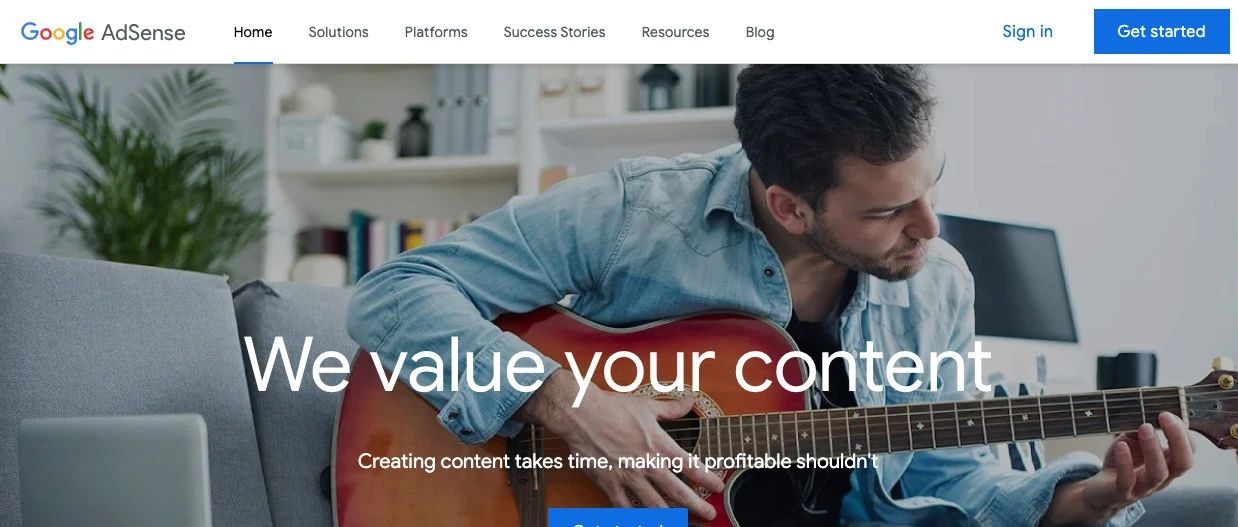 Google AdSense Home Solutions Platforms Success Stories Resources Blog Sign in Get started
We value your content
Creating content takes time, making it profitable shouldn't